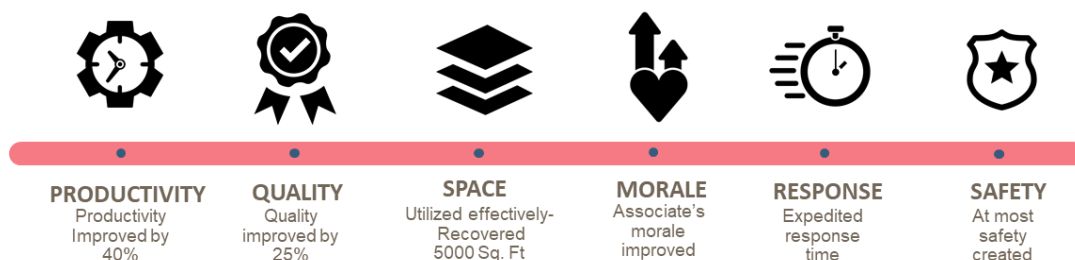 PRODUCTIVITY
Productivity
Improved by
40%
QUALITY
Quality
improved by
25%
SPACE
Utilized effectively-
Recovered
5000 Sq. Ft
MORALE
Associate's
morale
improved
RESPONSE
Expedited
response
time
SAFETY
At most
safety
created